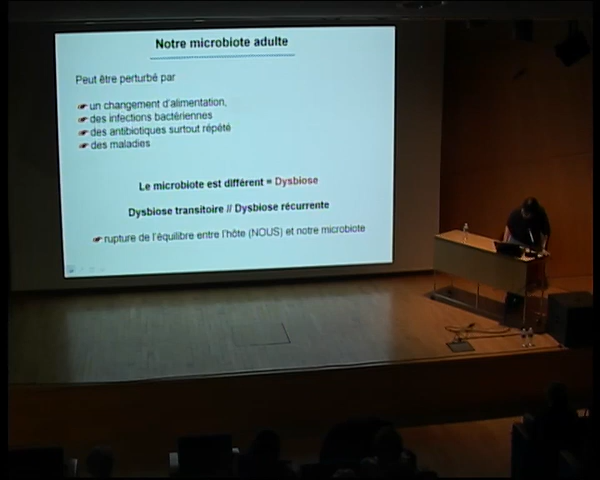 Notre microbiote adulte
Peut être perturbé par
un changement d'alimentation,
des infections bactériennes
des antibiotiques surtout répété
des maladies
Le microbiote est différent = Dysbiose
Dysbiose transitoire // Dysbiose récurrente
rupture de l'équilibre entre l'hôte (NOUS) et notre microbiote